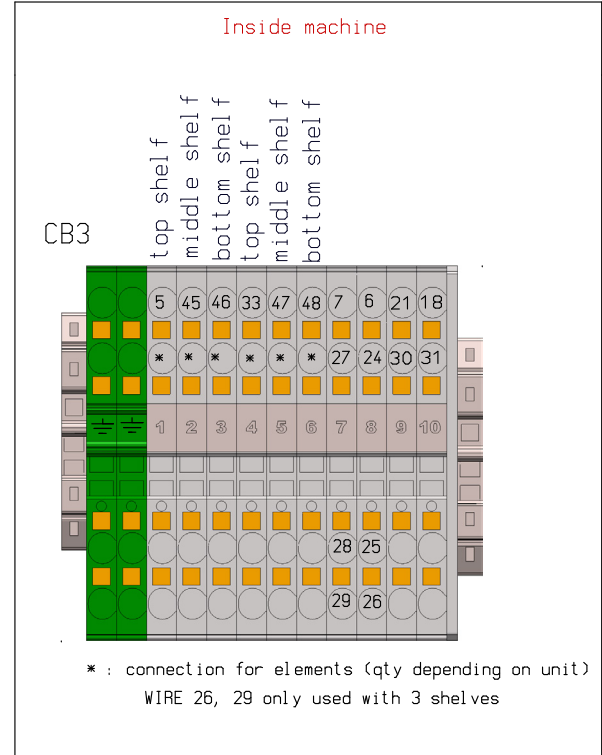 Inside machine
top shelf
middle shelf
bottom shelf
top shelf
middle shelf
bottom shelf
CB3
5 45 46 33 47 48 7 6 21 18
* * * * * * 27 24 30 31
1 2 3 4 5 6 7 8 9 10
28 25
29 26
* : connection for elements (qty depending on unit)
WIRE 26, 29 only used with 3 shelves